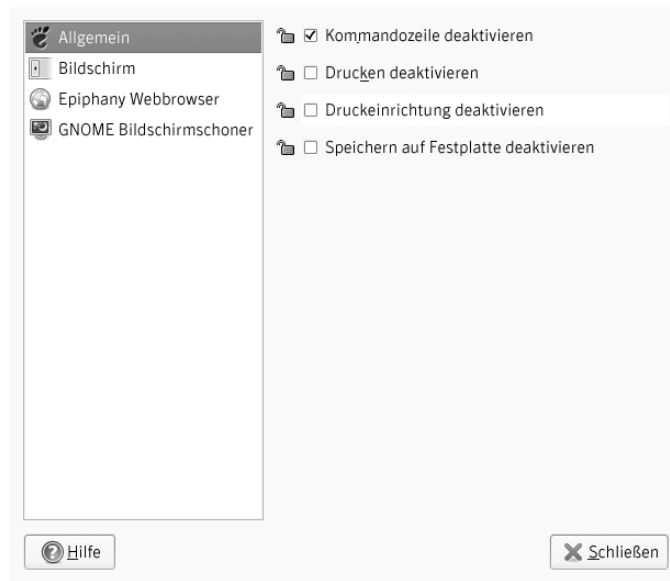 Allgemein
Bildschirm
Epiphany Webbrowser
GNOME Bildschirmschoner
Kommandozeile deaktivieren
Drucken deaktivieren
Druckeinrichtung deaktivieren
Speichern auf Festplatte deaktivieren
Hilfe
Schließen